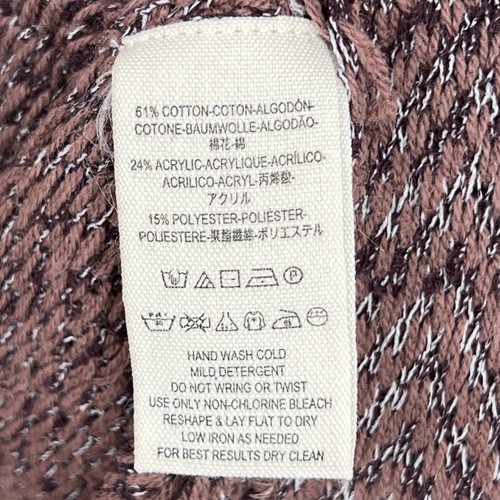 61% COTTON-COTON-ALGODÓN-
COTONE-BAUMWOLLE-ALGODÃO-
棉花-綿
24% ACRYLIC-ACRYLIQUE-ACRÍLICO-
ACRILICO-ACRYL-丙烯塾-
アクリル
15% POLYESTER-POLIÉSTER-
POLIESTERE-聚酯纖維-ポリエステル
HAND WASH COLD
MILD DETERGENT
DO NOT WRING OR TWIST
USE ONLY NON-CHLORINE BLEACH
RESHAPE & LAY FLAT TO DRY
LOW IRON AS NEEDED
FOR BEST RESULTS DRY CLEAN